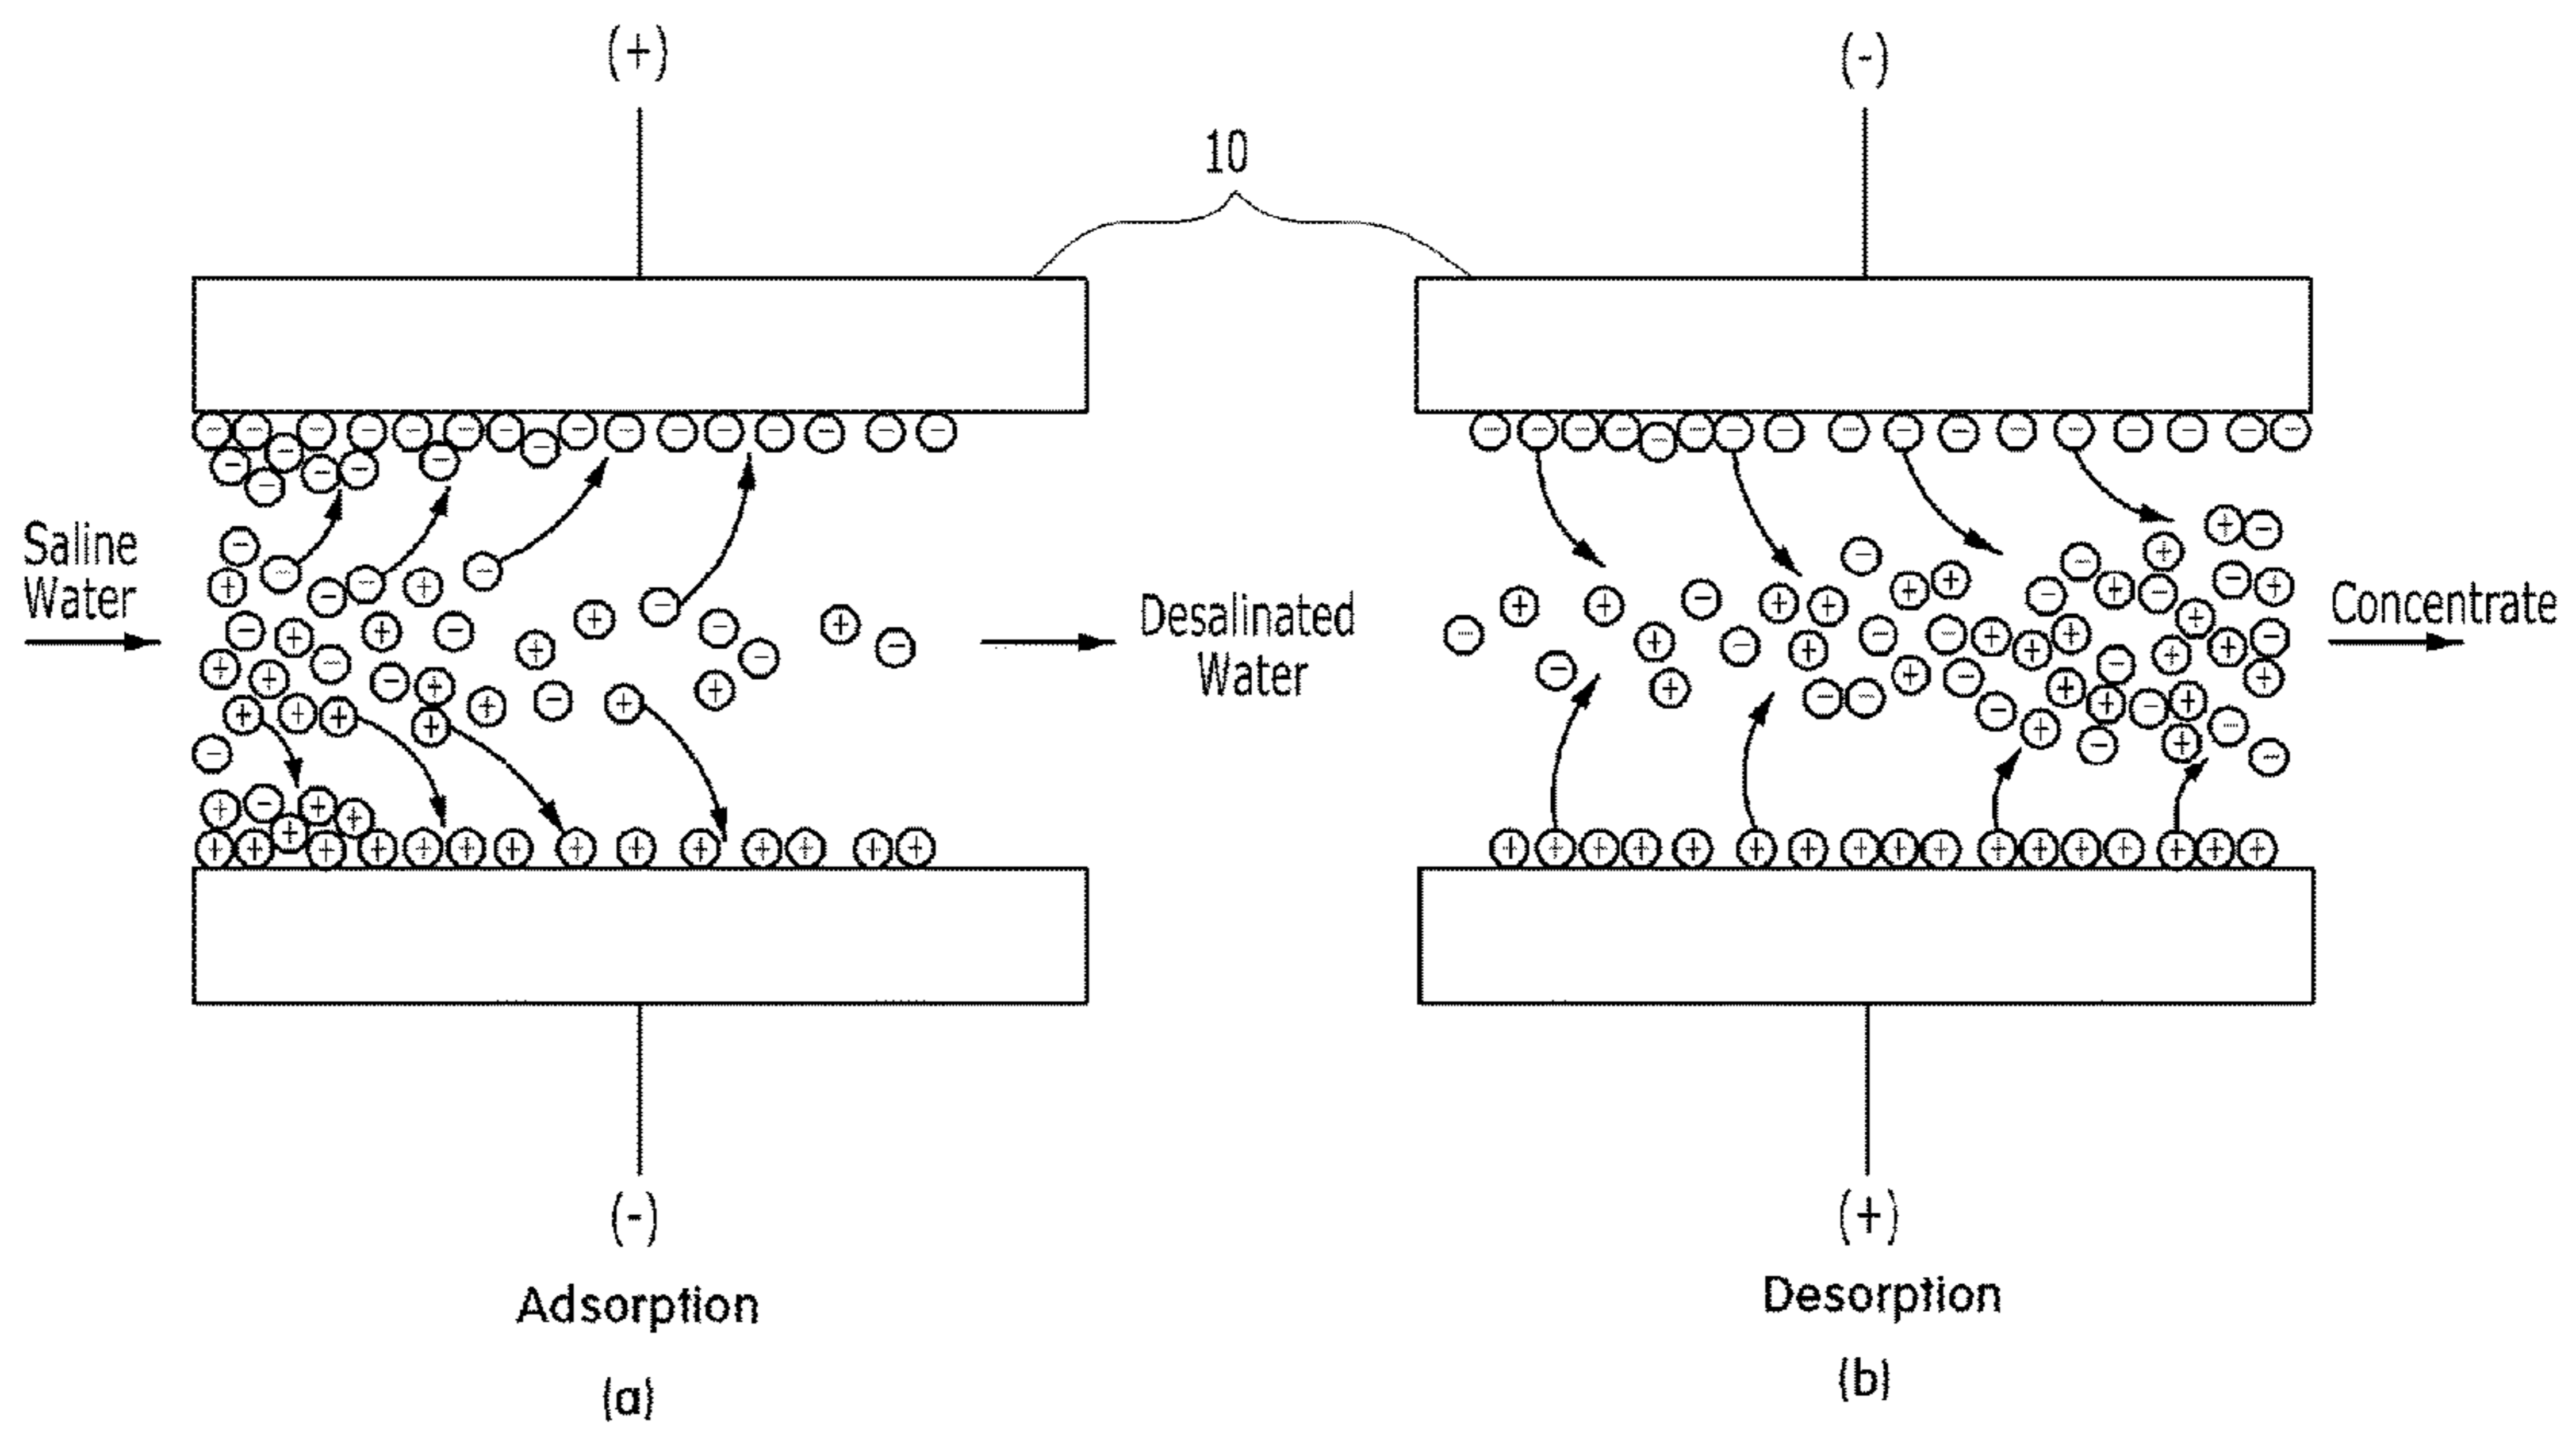 (+)
(-)
10
Saline
Water
Desalinated
Water
Concentrate
(-)
(+)
Adsorption
Desorption
(a)
(b)